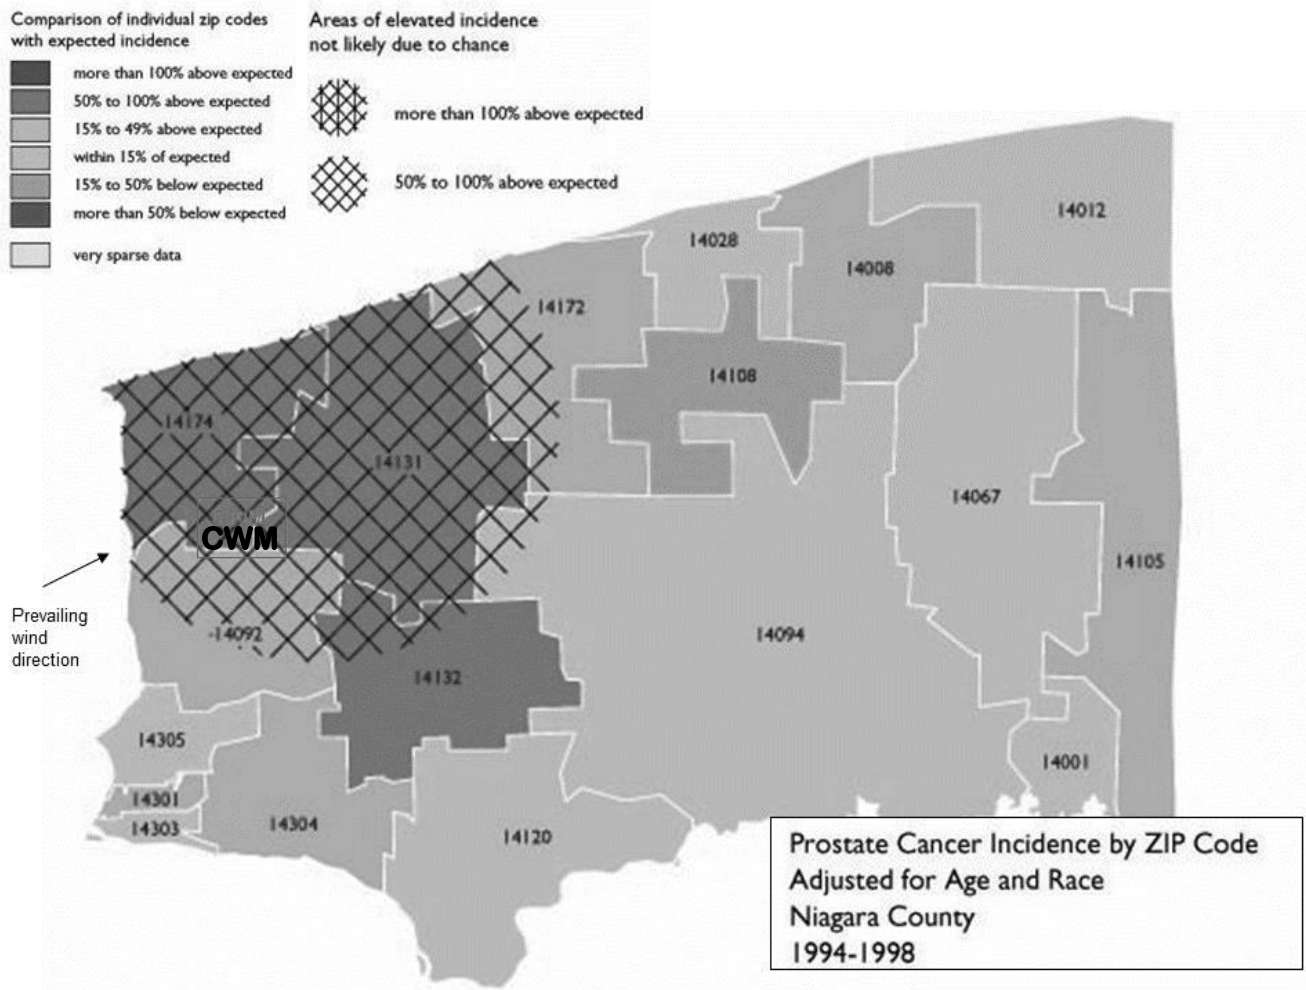 Comparison of individual zip codes
with expected incidence
more than 100% above expected
50% to 100% above expected
15% to 49% above expected
within 15% of expected
15% to 50% below expected
more than 50% below expected
very sparse data
Areas of elevated incidence
not likely due to chance
more than 100% above expected
50% to 100% above expected
14012
14028
14008
14172
14108
14174
14131
14067
CWM
14105
Prevailing
wind
direction
14092
14094
14132
14305
14001
14301
14303
14304
14120
Prostate Cancer Incidence by ZIP Code
Adjusted for Age and Race
Niagara County
1994-1998